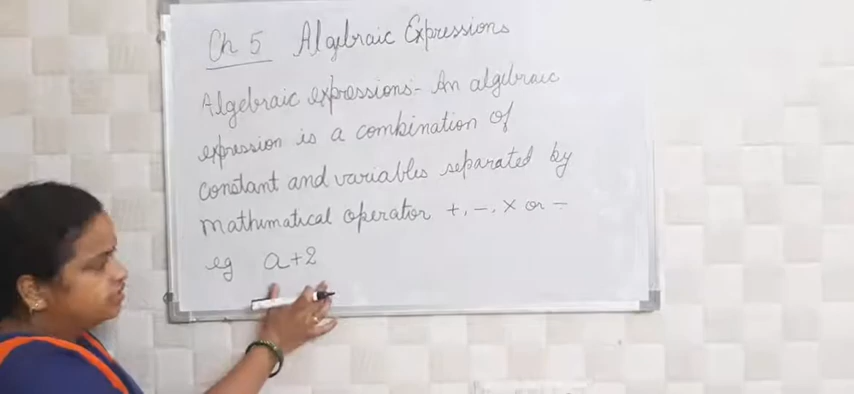 Ch 5 Algebraic Expressions
Algebraic expressions:- An algebraic
expression is a combination of
constant and variables separated by
mathematical operator +, -, × or ÷
eg a+2